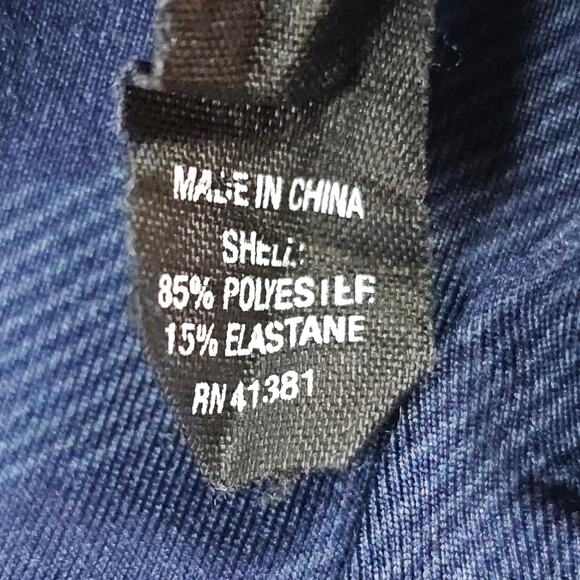 MADE IN CHINA
SHELL:
85% POLYESTER
15% ELASTANE
RN 41381